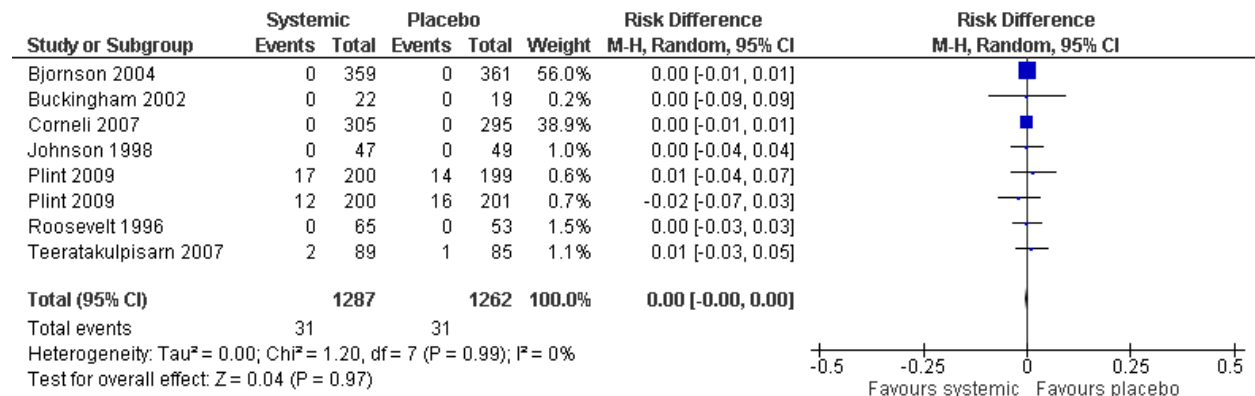 Systemic Placebo Risk Difference Risk Difference
Study or Subgroup Events Total Events Total Weight M-H, Random, 95% CI M-H, Random, 95% CI
Bjornson 2004 0 359 0 361 56.0% 0.00 [-0.01, 0.01]
Buckingham 2002 0 22 0 19 0.2% 0.00 [-0.09, 0.09]
Corneli 2007 0 305 0 295 38.9% 0.00 [-0.01, 0.01]
Johnson 1998 0 47 0 49 1.0% 0.00 [-0.04, 0.04]
Plint 2009 17 200 14 199 0.6% 0.01 [-0.04, 0.07]
Plint 2009 12 200 16 201 0.7% -0.02 [-0.07, 0.03]
Roosevelt 1996 0 65 0 53 1.5% 0.00 [-0.03, 0.03]
Teeratakulpisarn 2007 2 89 1 85 1.1% 0.01 [-0.03, 0.05]
Total (95% CI) 1287 1262 100.0% 0.00 [-0.00, 0.00]
Total events 31 31
Heterogeneity: Tau² = 0.00; Chi² = 1.20, df = 7 (P = 0.99); I² = 0%
Test for overall effect: Z = 0.04 (P = 0.97)
-0.5 -0.25 0 0.25 0.5
Favours systemic Favours placebo